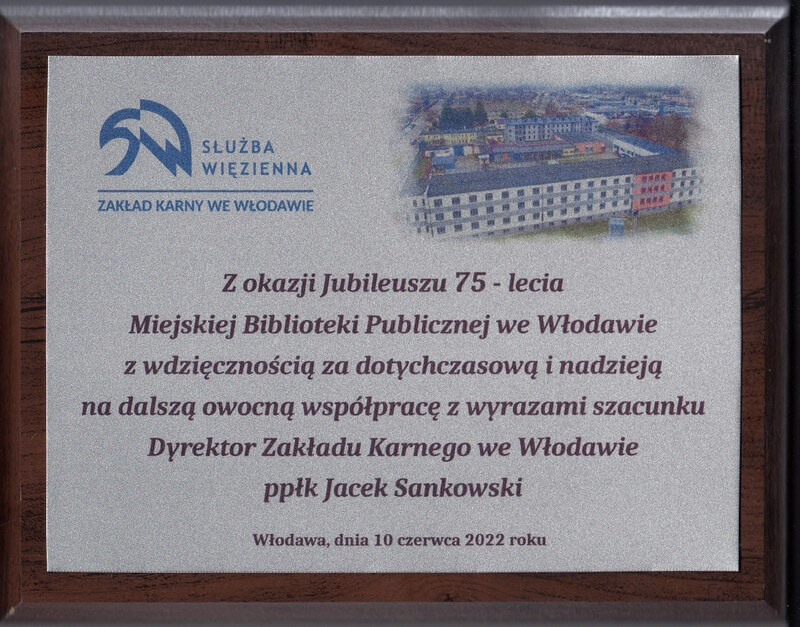 SŁUŻBA
WIĘZIENNA
ZAKŁAD KARNY WE WŁODAWIE
Z okazji Jubileuszu 75 - lecia
Miejskiej Biblioteki Publicznej we Włodawie
z wdzięcznością za dotychczasową i nadzieją
na dalszą owocną współpracę z wyrazami szacunku
Dyrektor Zakładu Karnego we Włodawie
ppłk Jacek Sankowski
Włodawa, dnia 10 czerwca 2022 roku